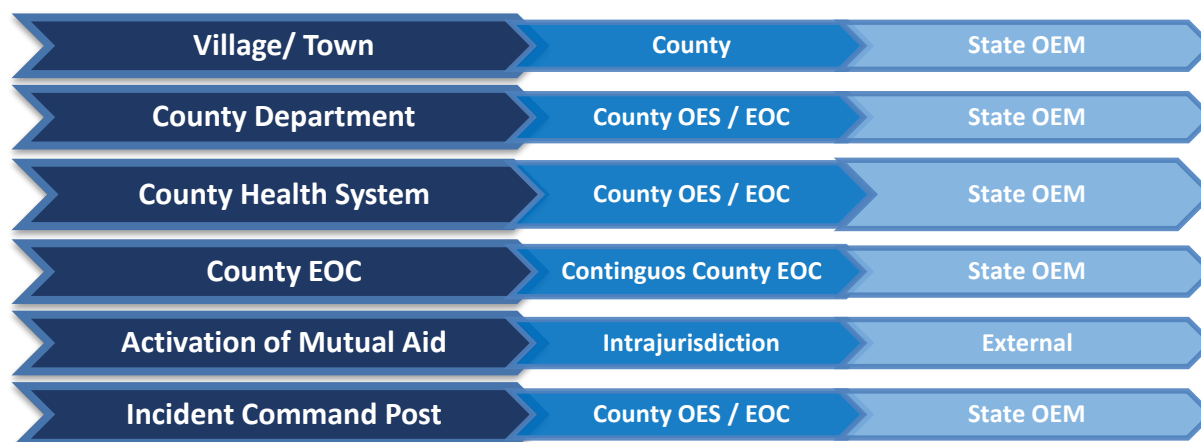 Village/ Town
County
State OEM
County Department
County OES / EOC
State OEM
County Health System
County OES / EOC
State OEM
County EOC
Continguos County EOC
State OEM
Activation of Mutual Aid
Intrajurisdiction
External
Incident Command Post
County OES / EOC
State OEM